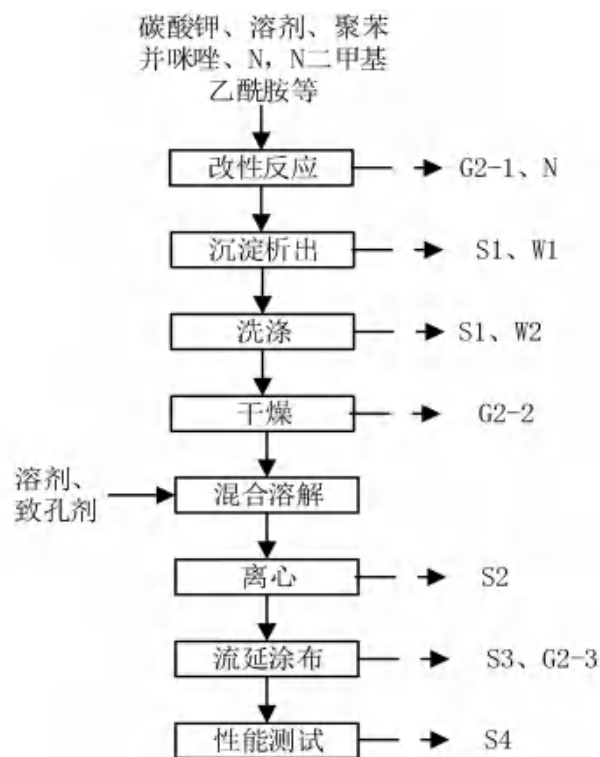 碳酸钾、溶剂、聚苯
并咪唑、N，N二甲基
乙酰胺等
改性反应
G2-1、N
沉淀析出
S1、W1
洗涤
S1、W2
干燥
G2-2
溶剂、
致孔剂
混合溶解
离心
S2
流延涂布
S3、G2-3
性能测试
S4